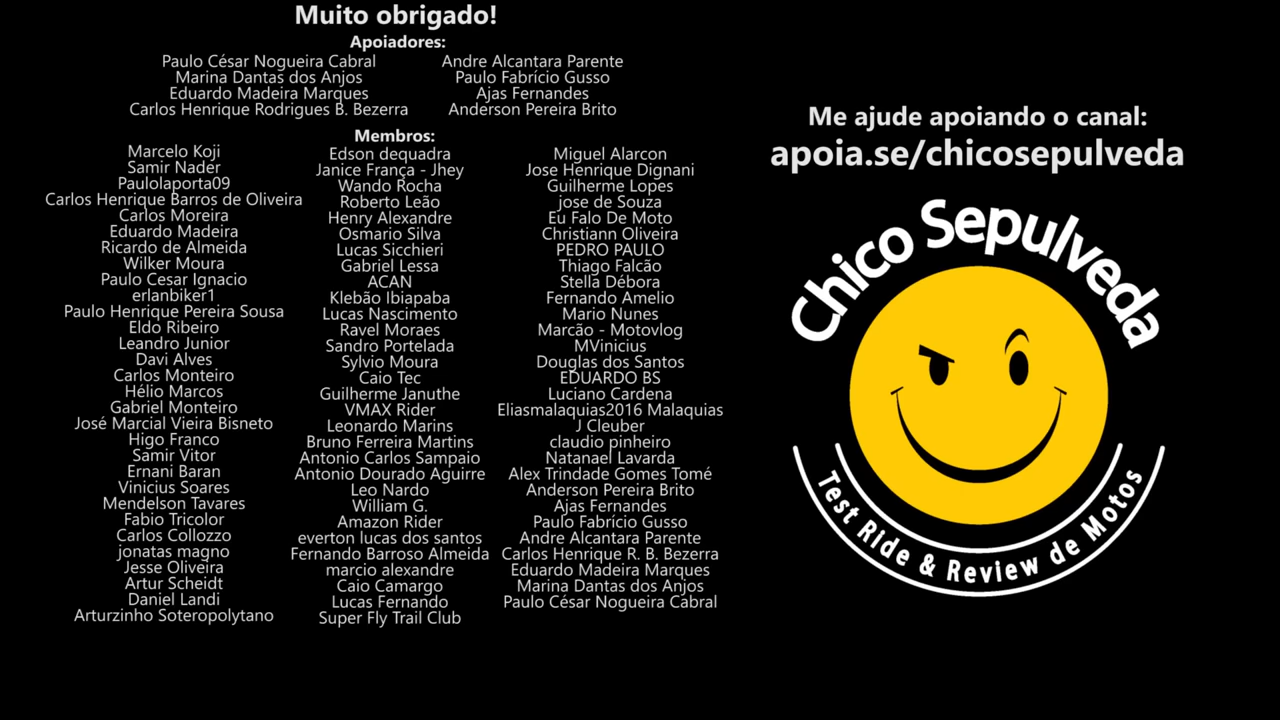 Muito obrigado!
Apoiadores:
Paulo César Nogueira Cabral
Marina Dantas dos Anjos
Eduardo Madeira Marques
Carlos Henrique Rodrigues B. Bezerra
Andre Alcantara Parente
Paulo Fabrício Gusso
Ajas Fernandes
Anderson Pereira Brito
Membros:
Marcelo Koji
Samir Nader
Paulolaporta09
Carlos Henrique Barros de Oliveira
Carlos Moreira
Eduardo Madeira
Ricardo de Almeida
Wilker Moura
Paulo Cesar Ignacio
erlanbiker1
Paulo Henrique Pereira Sousa
Eldo Ribeiro
Leandro Junior
Davi Alves
Carlos Monteiro
Hélio Marcos
Gabriel Monteiro
José Marcial Vieira Bisneto
Higo Franco
Samir Vitor
Ernani Baran
Vinicius Soares
Mendelson Tavares
Fabio Tricolor
Carlos Collozzo
jonatas magno
Jesse Oliveira
Artur Scheidt
Daniel Landi
Arturzinho Soteropolytano
Edson dequadra
Janice França - Jhey
Wando Rocha
Roberto Leão
Henry Alexandre
Osmario Silva
Lucas Sicchieri
Gabriel Lessa
ACAN
Klebão Ibiapaba
Lucas Nascimento
Ravel Moraes
Sandro Portelada
Sylvio Moura
Caio Tec
Guilherme Januthe
VMAX Rider
Leonardo Marins
Bruno Ferreira Martins
Antonio Carlos Sampaio
Antonio Dourado Aguirre
Leo Nardo
William G.
Amazon Rider
everton lucas dos santos
Fernando Barroso Almeida
marcio alexandre
Caio Camargo
Lucas Fernando
Super Fly Trail Club
Miguel Alarcon
Jose Henrique Dignani
Guilherme Lopes
jose de Souza
Eu Falo De Moto
Christiann Oliveira
PEDRO PAULO
Thiago Falcão
Stella Débora
Fernando Amelio
Mario Nunes
Marcão - Motovlog
MVinicius
Douglas dos Santos
EDUARDO BS
Luciano Cardena
Eliasmalaquias2016 Malaquias
J Cleuber
claudio pinheiro
Natanael Lavarda
Alex Trindade Gomes Tomé
Anderson Pereira Brito
Ajas Fernandes
Paulo Fabrício Gusso
Andre Alcantara Parente
Carlos Henrique R. B. Bezerra
Eduardo Madeira Marques
Marina Dantas dos Anjos
Paulo César Nogueira Cabral
Me ajude apoiando o canal:
apoia.se/chicosepulveda
Chico Sepulveda
Test Ride & Review de Motos